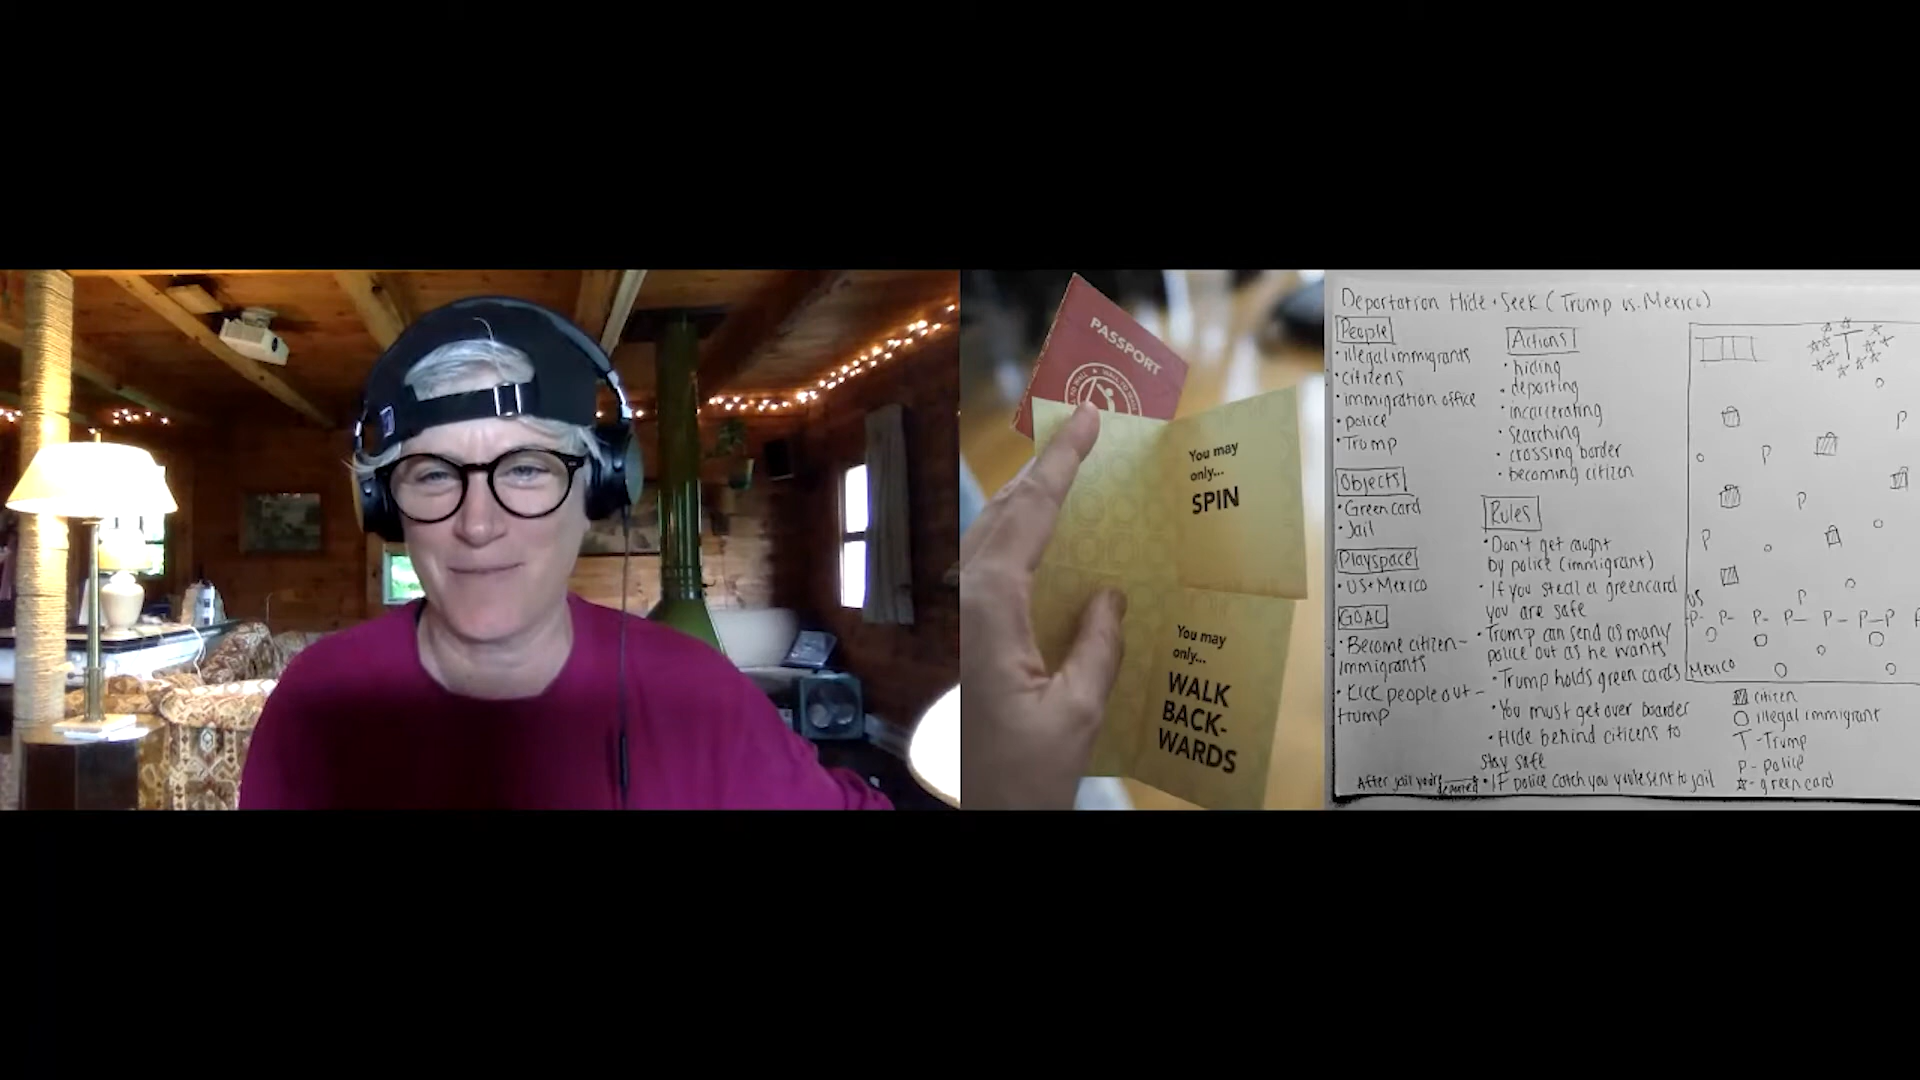 PASSPORT
You may
only...
SPIN
You may
only...
WALK
BACK-
WARDS
Deportation Hide + Seek (Trump vs. Mexico)
People
• illegal immigrants
• citizens
• immigration office
• police
• Trump
Objects
• Green card
• Jail
Playspace
• US + Mexico
GOAL
• Become citizen -
immigrants
• Kick people out -
trump
Actions
• hiding
• deporting
• incarcerating
• searching
• crossing border
• becoming citizen
Rules
• Don't get caught
by police (immigrant)
• If you steal a greencard
you are safe
• Trump can send as many
police out as he wants
• Trump holds green cards
• You must get over boarder
• Hide behind citizens to
stay safe
• If police catch you you're sent to jail
After jail you're deported
T
P
P
P
P
US
P
P- P- P- P- P- P-P
Mexico
citizen
illegal immigrant
T - Trump
P - police
- green card